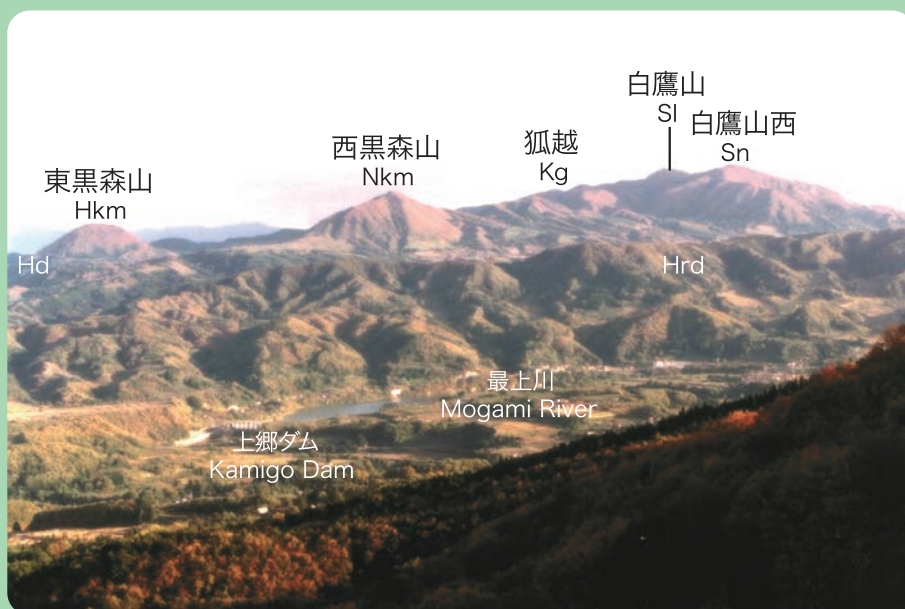 東黒森山
Hkm
西黒森山
Nkm
狐越
Kg
白鷹山
Sl
白鷹山西
Sn
Hd
Hrd
最上川
Mogami River
上郷ダム
Kamigo Dam